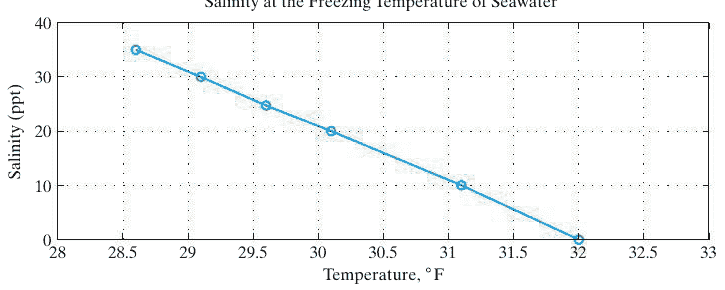 Salinity at the Freezing Temperature of Seawater
40
30
20
10
0
Salinity (ppt)
28 28.5 29 29.5 30 30.5 31 31.5 32 32.5 33
Temperature, °F